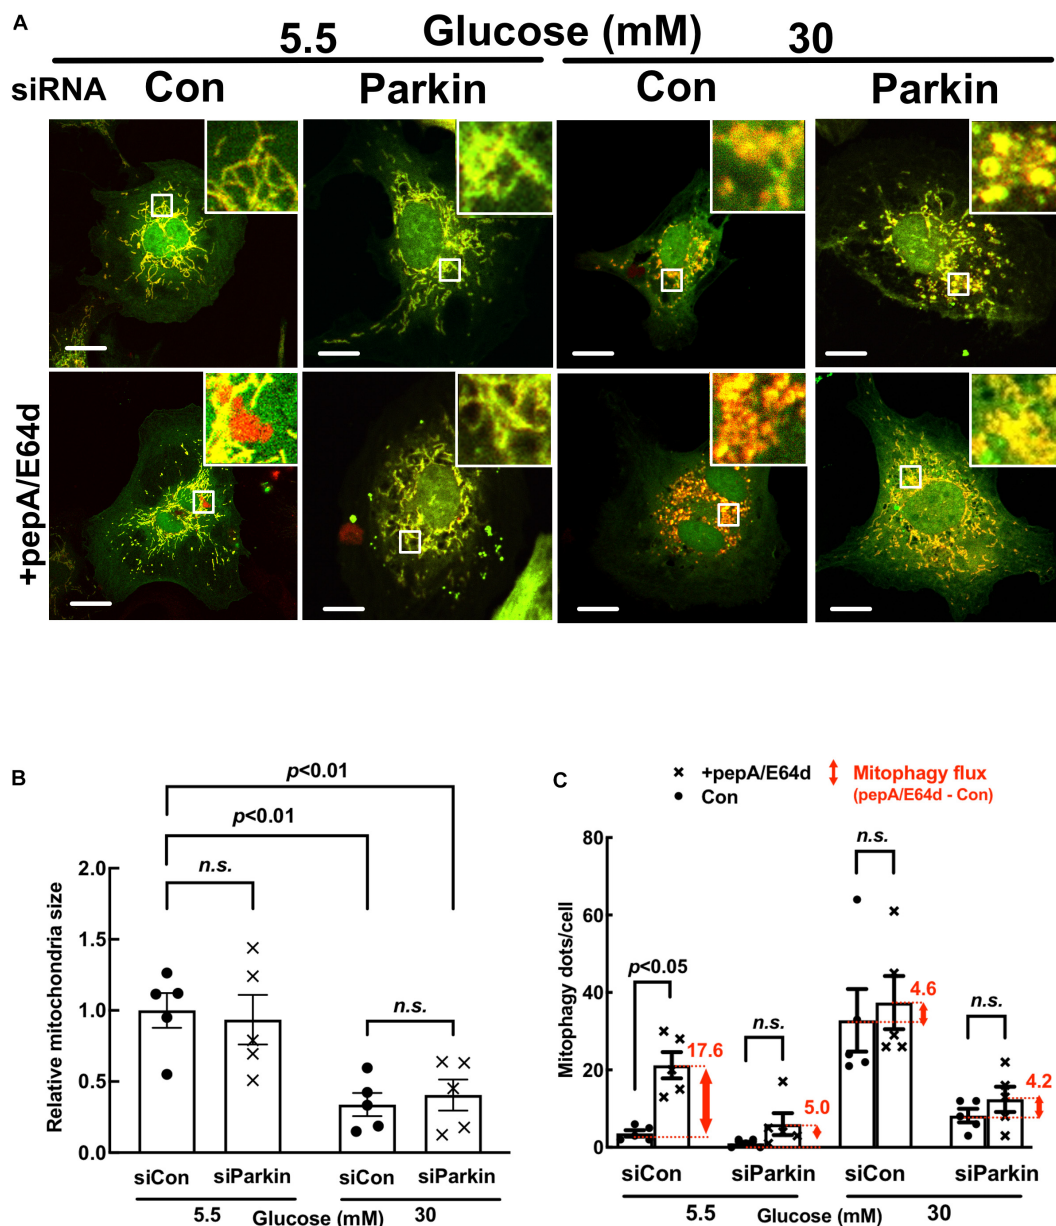 A
Glucose (mM)
5.5
30
siRNA Con Parkin Con Parkin
+pepA/E64d
B
p<0.01
p<0.01
n.s.
n.s.
Relative mitochondria size
2.0
1.5
1.0
0.5
0.0
siCon siParkin siCon siParkin
5.5 Glucose (mM) 30
C
+pepA/E64d
Con
Mitophagy flux
(pepA/E64d - Con)
Mitophagy dots/cell
80
60
40
20
0
p<0.05
n.s.
n.s.
n.s.
17.6
5.0
4.6
4.2
siCon siParkin siCon siParkin
5.5 Glucose (mM) 30